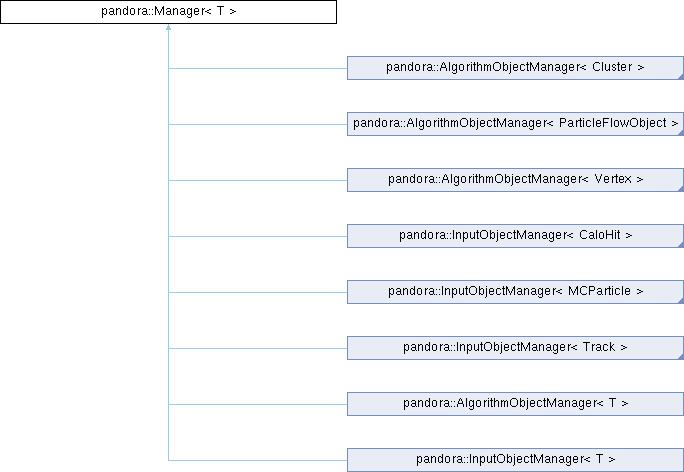 pandora::Manager< T >
pandora::AlgorithmObjectManager< Cluster >
pandora::AlgorithmObjectManager< ParticleFlowObject >
pandora::AlgorithmObjectManager< Vertex >
pandora::InputObjectManager< CaloHit >
pandora::InputObjectManager< MCParticle >
pandora::InputObjectManager< Track >
pandora::AlgorithmObjectManager< T >
pandora::InputObjectManager< T >